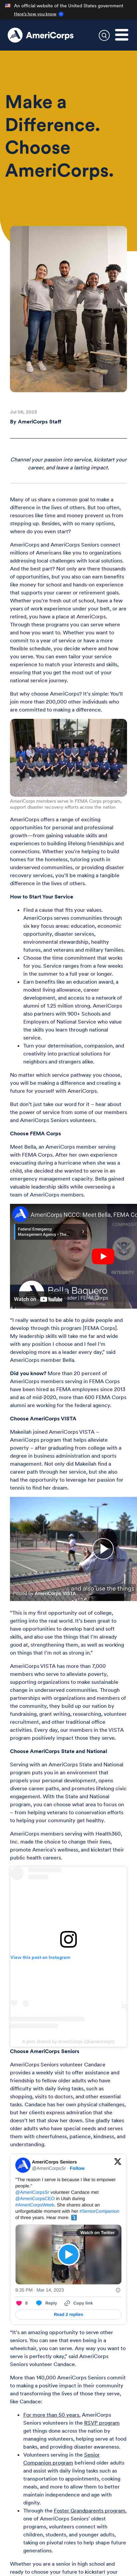 An official website of the United States government
Here's how you know
AmeriCorps
Make a
Difference.
Choose
AmeriCorps.
Jul 06, 2023
By AmeriCorps Staff
Channel your passion into service, kickstart your
career, and leave a lasting impact.
Many of us share a common goal to make a
difference in the lives of others. But too often,
resources like time and money prevent us from
stepping up. Besides, with so many options,
where do you even start?
AmeriCorps and AmeriCorps Seniors connect
millions of Americans like you to organizations
addressing local challenges with local solutions.
And the best part? Not only are there thousands
of opportunities, but you also can earn benefits
like money for school and build an experience
that will support your career or retirement goals.
Whether you're fresh out of school, have a few
years of work experience under your belt, or are
retired, you have a place at AmeriCorps.
Through these programs you can serve where
and how you want to. Whether you want to
commit to a longer period of service or have a
more flexible schedule, you decide where and how
you serve. You can even tailor your service
experience to match your interests and skills,
ensuring that you get the most out of your
national service journey.
But why choose AmeriCorps? It's simple: You'll
join more than 200,000 other individuals who
are committed to making a difference.
AmeriCorps members serve in FEMA Corps program,
support disaster recovery efforts across the nation
AmeriCorps offers a range of exciting
opportunities for personal and professional
growth—from gaining valuable skills and
experiences to building lifelong friendships and
connections. Whether you're helping to build
homes for the homeless, tutoring youth in
underserved communities, or providing disaster
recovery services, you'll be making a tangible
difference in the lives of others.
How to Start Your Service
Find a cause that fits your values.
AmeriCorps serves communities through
six key focus areas: education, economic
opportunity, disaster services,
environmental stewardship, healthy
futures, and veterans and military families.
Choose the time commitment that works
for you. Service ranges from a few weeks
in the summer to a full year or longer.
Earn benefits like an education award, a
modest living allowance, career
development, and access to a network of
alumni of 1.25 million strong. AmeriCorps
has partners with 900+ Schools and
Employers of National Service who value
the skills you learn through national
service.
Turn your determination, compassion, and
creativity into practical solutions for
neighbors and strangers alike.
No matter which service pathway you choose,
you will be making a difference and creating a
future for yourself with AmeriCorps.
But don't just take our word for it – hear about
the power of service from some of our members
and AmeriCorps Seniors volunteers.
Choose FEMA Corps
Meet Bella, an AmeriCorps member serving
with FEMA Corps. After her own experience
evacuating during a hurricane when she was a
kid, she knew she wanted to be with an
organization that helped others. Bella gained
valuable leadership skills while overseeing a
team of AmeriCorps members.
AmeriCorps NCCC: Meet Bella, FEMA Co
Federal Emergency
Management Agency - The...
Bella Baquero
Team Leader | FEMA Corps
Watch on YouTube
"I really wanted to be able to guide people and
through this program through [FEMA Corps].
My leadership skills will make the rise and wide
with any position I choose and I feel I'm
emerging more as a leader every day," said
AmeriCorps member Bella.
Did you know? More than 20 percent of
AmeriCorps members serving in FEMA Corps
have been hired as FEMA employees since 2013
and as of mid-2020, more than 600 FEMA Corps
alumni are working for the federal agency.
Choose AmeriCorps VISTA
Makeilah joined AmeriCorps VISTA –
AmeriCorps program that helps alleviate
poverty – after graduating from college with a
degree in business administration and sport
management. Not only did Makeilah find a
career path through her service, but she also
had the opportunity to leverage her passion for
tennis to find her dream.
and also use the things
Posted by AmeriCorps VISTA
"This is my first opportunity out of college,
underemployment is a real thing. So to be able to
have opportunities to develop hard and soft
skills, and also the things that I'm already good at,
strengthening them, as well as working
on things that I'm not as strong in."
AmeriCorps VISTA has more than 7,000
members who serve to alleviate poverty,
supporting organizations to make sustainable
change in underserved communities. Through
partnerships with organizations and members of
the community that build up our base by
fundraising, grant writing, researching, volunteer
recruitment, and other traditional office
activities. Every day, our members in the VISTA
program positively impact those they serve.
Choose AmeriCorps State and National
Serving with an AmeriCorps State and National
program puts you in an environment that
propels your personal development, opens
diverse career paths, and promotes lifelong civic
engagement. With the State and National
program, you can choose what to focus on
– from helping veterans to conservation efforts
to helping your community get healthy.
AmeriCorps members serving with Health360,
Inc. made the choice to change their lives,
promote America's wellness, and kickstart their
public health careers.
View this post on Instagram
A post shared by AmeriCorps (@americorps)
Choose AmeriCorps Seniors
AmeriCorps Seniors volunteer Candace
provides a weekly visit to offer assistance and
friendship to older adults who need help with
daily living tasks, such as shopping, safety
visits, trips to doctors, and other essential
tasks. Candace has her own challenges; she
gets around with an electric scooter but that
doesn't let that slow her down. She gladly takes
older adults who have special needs and serves
them with cheeriness, patience, kindness, and
understanding.
AmeriCorps Seniors
@AmeriCorpsSr · Follow
"The reason I serve is because I like to empower
people."
@AmeriCorpsSr volunteer Candace met
@AmeriCorpsCEO in Utah during
#AmeriCorpsWeek. She shares about an
unforgettable moment with her #SeniorCompanion
of three years. Hear more.
Watch on Twitter
9:35 PM · Mar 14, 2023
8 Reply Copy link
Read 2 replies
"It's an amazing opportunity to serve other
seniors. You can find that even being in a
wheelchair, you can serve. Any way want to
serve is perfectly okay," said AmeriCorps
Seniors volunteer Candace.
More than 140,000 AmeriCorps Seniors commit
to making a positive impact in their community
and transforming the lives of those they serve,
like Candace:
For more than 50 years, AmeriCorps
Seniors volunteers in the RSVP program
get things done across the nation by
managing nonprofits, helping wear of food
banks, and providing disaster awareness.
Volunteers serving in the Senior
Companion program befriend older adults
and assist with daily living tasks such as
transportation to appointments, cooking
meals, and more to allow them to
maintain independence and age with
dignity.
Through the Foster Grandparents program,
one of AmeriCorps Seniors' oldest
programs, volunteers connect with
children, students, and younger adults,
taking on pivotal roles to help shape future
generations.
Whether you are a senior in high school and
ready to choose your future to kickstart your